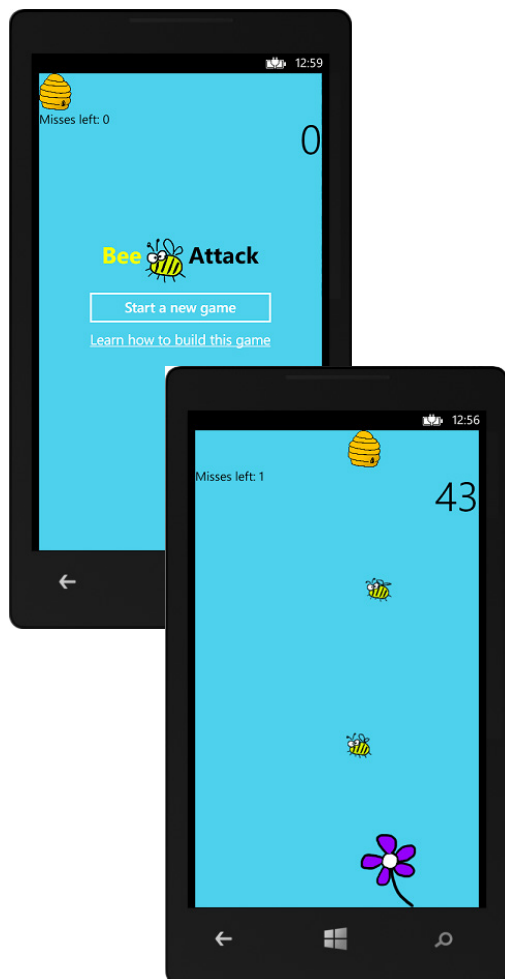 12:59
Misses left: 0
0
Bee Attack
Start a new game
Learn how to build this game
12:56
Misses left: 1
43